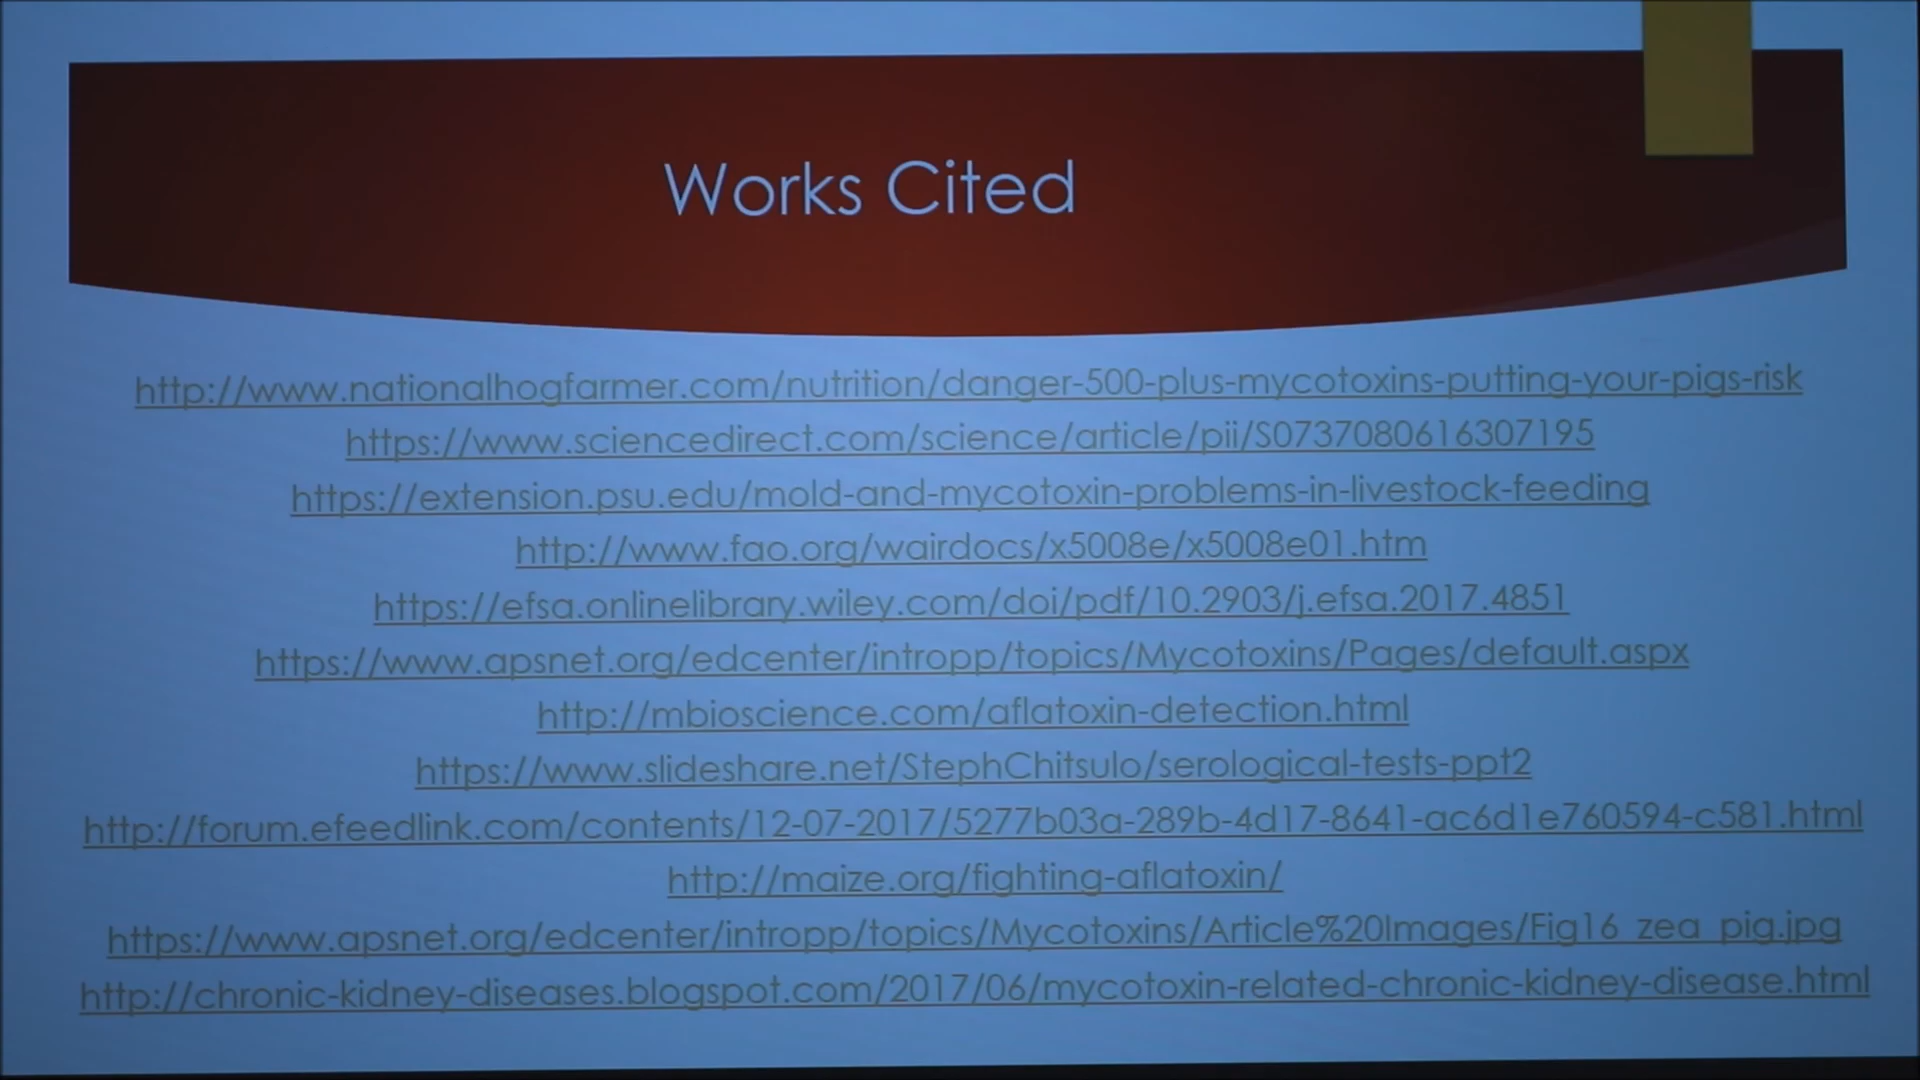 Works Cited
http://www.nationalhogfarmer.com/nutrition/danger-500-plus-mycotoxins-putting-your-pigs-risk
https://www.sciencedirect.com/science/article/pii/S0737080616307195
https://extension.psu.edu/mold-and-mycotoxin-problems-in-livestock-feeding
http://www.fao.org/wairdocs/x5008e/x5008e01.htm
https://efsa.onlinelibrary.wiley.com/doi/pdf/10.2903/j.efsa.2017.4851
https://www.apsnet.org/edcenter/intropp/topics/Mycotoxins/Pages/default.aspx
http://mbioscience.com/aflatoxin-detection.html
https://www.slideshare.net/StephChitsulo/serological-tests-ppt2
http://forum.efeedlink.com/contents/12-07-2017/5277b03a-289b-4d17-8641-ac6d1e760594-c581.html
http://maize.org/fighting-aflatoxin/
https://www.apsnet.org/edcenter/intropp/topics/Mycotoxins/Article%20Images/Fig16_zea_pig.jpg
http://chronic-kidney-diseases.blogspot.com/2017/06/mycotoxin-related-chronic-kidney-disease.html